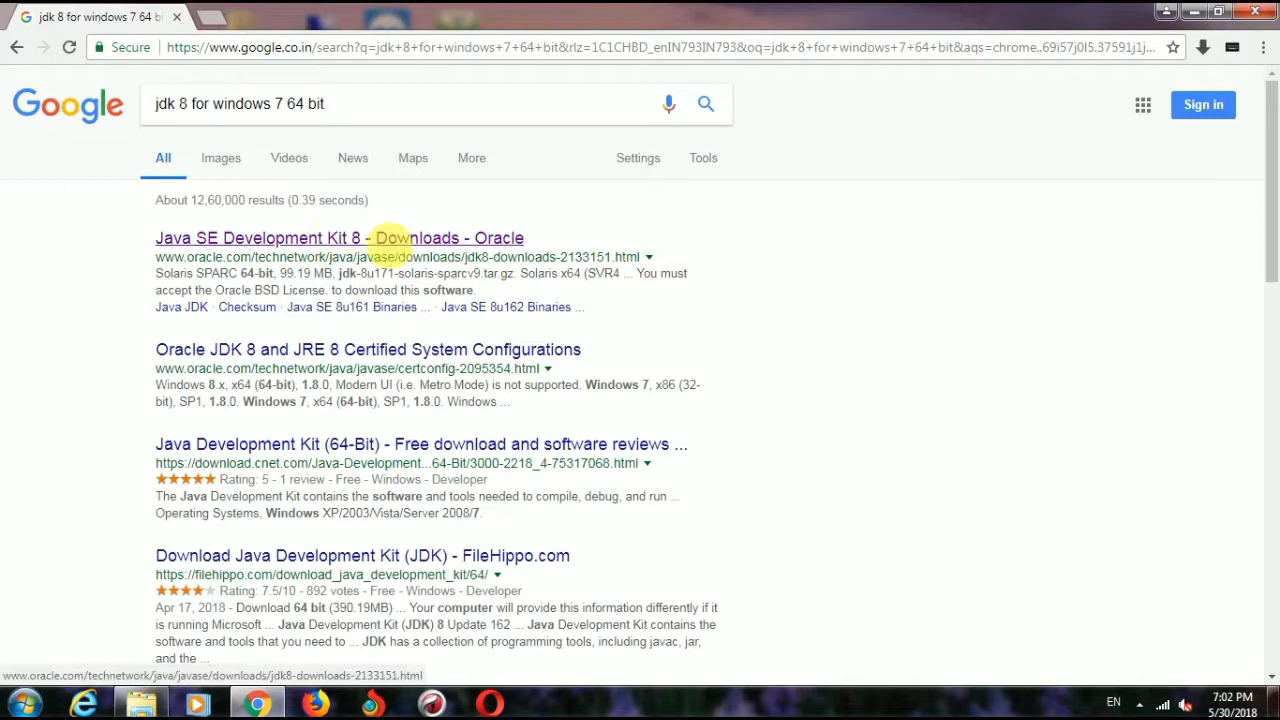 jdk 8 for windows 7 64 bi
Secure
https://www.google.co.in/search?q=jdk+8+for+windows+7+64+bit&rlz=1C1CHBD_enIN793IN793&oq=jdk+8+for+windows+7+64+bit&aqs=chrome..69i57j0l5.37591j1j...
Google
jdk 8 for windows 7 64 bit
Sign in
All Images Videos News Maps More Settings Tools
About 12,60,000 results (0.39 seconds)
Java SE Development Kit 8 - Downloads - Oracle
www.oracle.com/technetwork/java/javase/downloads/jdk8-downloads-2133151.html
Solaris SPARC 64-bit, 99.19 MB, jdk-8u171-solaris-sparcv9.tar.gz. Solaris x64 (SVR4 ... You must
accept the Oracle BSD License. to download this software.
Java JDK · Checksum · Java SE 8u161 Binaries ... · Java SE 8u162 Binaries ...
Oracle JDK 8 and JRE 8 Certified System Configurations
www.oracle.com/technetwork/java/javase/certconfig-2095354.html
Windows 8.x, x64 (64-bit), 1.8.0, Modern UI (i.e. Metro Mode) is not supported. Windows 7, x86 (32-
bit), SP1, 1.8.0. Windows 7, x64 (64-bit), SP1, 1.8.0. Windows ...
Java Development Kit (64-Bit) - Free download and software reviews ...
https://download.cnet.com/Java-Development...64-Bit/3000-2218_4-75317068.html
Rating: 5 - 1 review - Free - Windows - Developer
The Java Development Kit contains the software and tools needed to compile, debug, and run ...
Operating Systems, Windows XP/2003/Vista/Server 2008/7.
Download Java Development Kit (JDK) - FileHippo.com
https://filehippo.com/download_java_development_kit/64/
Rating: 7.5/10 - 892 votes - Free - Windows - Developer
Apr 17, 2018 - Download 64 bit (390.19MB) ... Your computer will provide this information differently if it
is running Microsoft ... Java Development Kit (JDK) 8 Update 162 ... Java Development Kit contains the
software and tools that you need to ... JDK has a collection of programming tools, including javac, jar,
and the ...
www.oracle.com/technetwork/java/javase/downloads/jdk8-downloads-2133151.html
EN
7:02 PM
5/30/2018